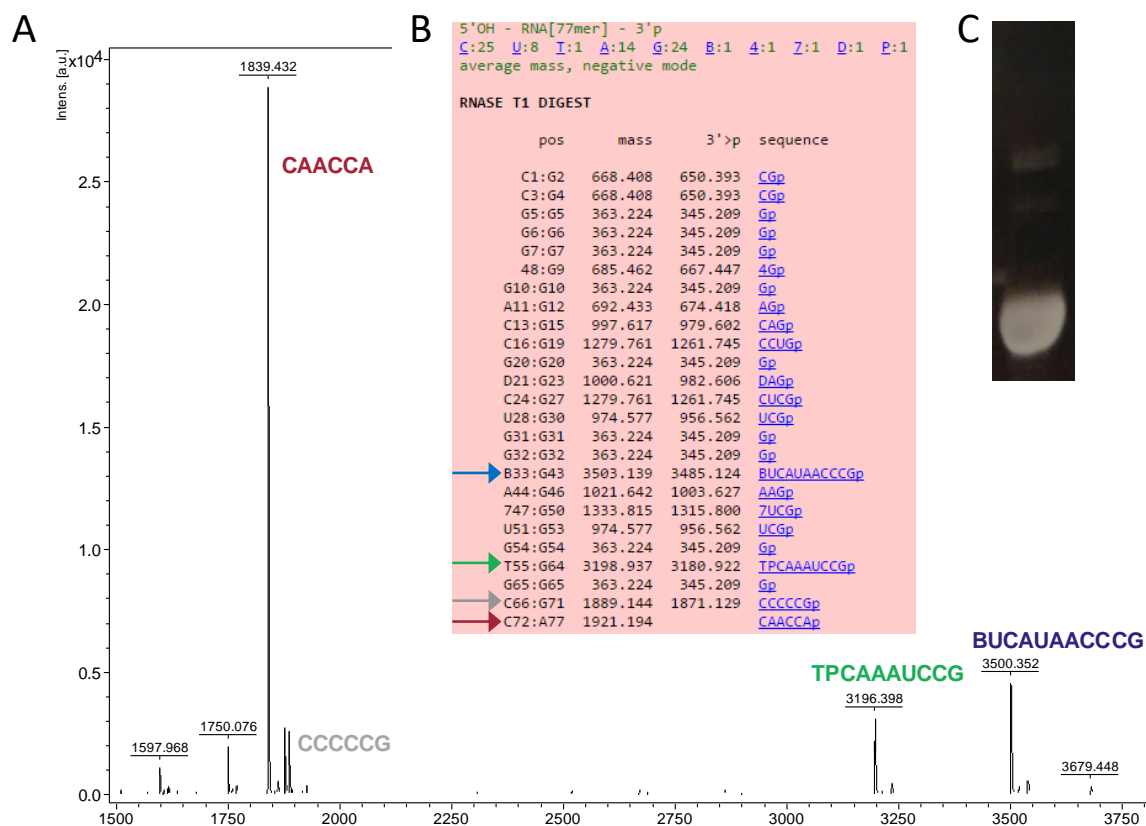 A
B
C
Intens. [a.u.]
x10⁴
2.5
2.0
1.5
1.0
0.5
0.0
1500
1750
2000
2250
2500
2750
3000
3250
3500
3750
1597.968
1750.076
1839.432
3196.398
3500.352
3679.448
CAACCA
CCCCCG
TPCAAAUCCG
BUCAUAACCCG
5'OH - RNA[77mer] - 3'p
C:25 U:8 T:1 A:14 G:24 B:1 4:1 7:1 D:1 P:1
average mass, negative mode
RNASE T1 DIGEST
pos mass 3'>p sequence
C1:G2 668.408 650.393 CGp
C3:G4 668.408 650.393 CGp
G5:G5 363.224 345.209 Gp
G6:G6 363.224 345.209 Gp
G7:G7 363.224 345.209 Gp
48:G9 685.462 667.447 4Gp
G10:G10 363.224 345.209 Gp
A11:G12 692.433 674.418 AGp
C13:G15 997.617 979.602 CAGp
C16:G19 1279.761 1261.745 CCUGp
G20:G20 363.224 345.209 Gp
D21:G23 1000.621 982.606 DAGp
C24:G27 1279.761 1261.745 CUCGp
U28:G30 974.577 956.562 UCGp
G31:G31 363.224 345.209 Gp
G32:G32 363.224 345.209 Gp
B33:G43 3503.139 3485.124 BUCAUAACCCGp
A44:G46 1021.642 1003.627 AAGp
747:G50 1333.815 1315.800 7UCGp
U51:G53 974.577 956.562 UCGp
G54:G54 363.224 345.209 Gp
T55:G64 3198.937 3180.922 TPCAAAUCCGp
G65:G65 363.224 345.209 Gp
C66:G71 1889.144 1871.129 CCCCCGp
C72:A77 1921.194 CAACCAp